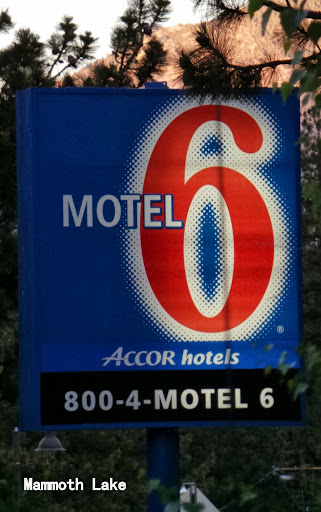 MOTEL 6
®
ACCOR hotels
800-4-MOTEL 6
Mammoth Lake